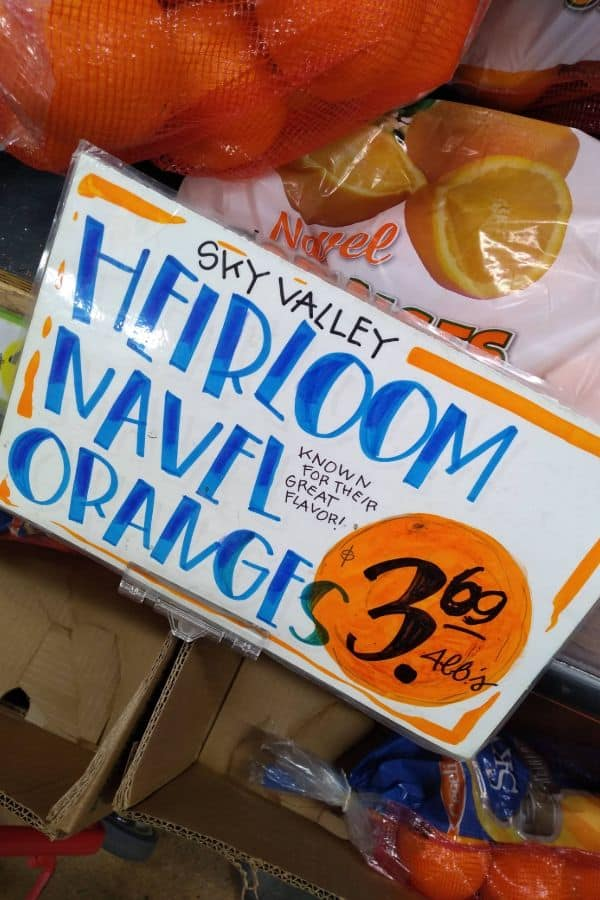 Navel
SKY VALLEY
HEIRLOOM
NAVEL
ORANGES
KNOWN
FOR THEIR
GREAT
FLAVOR!
$3.69
4LB's